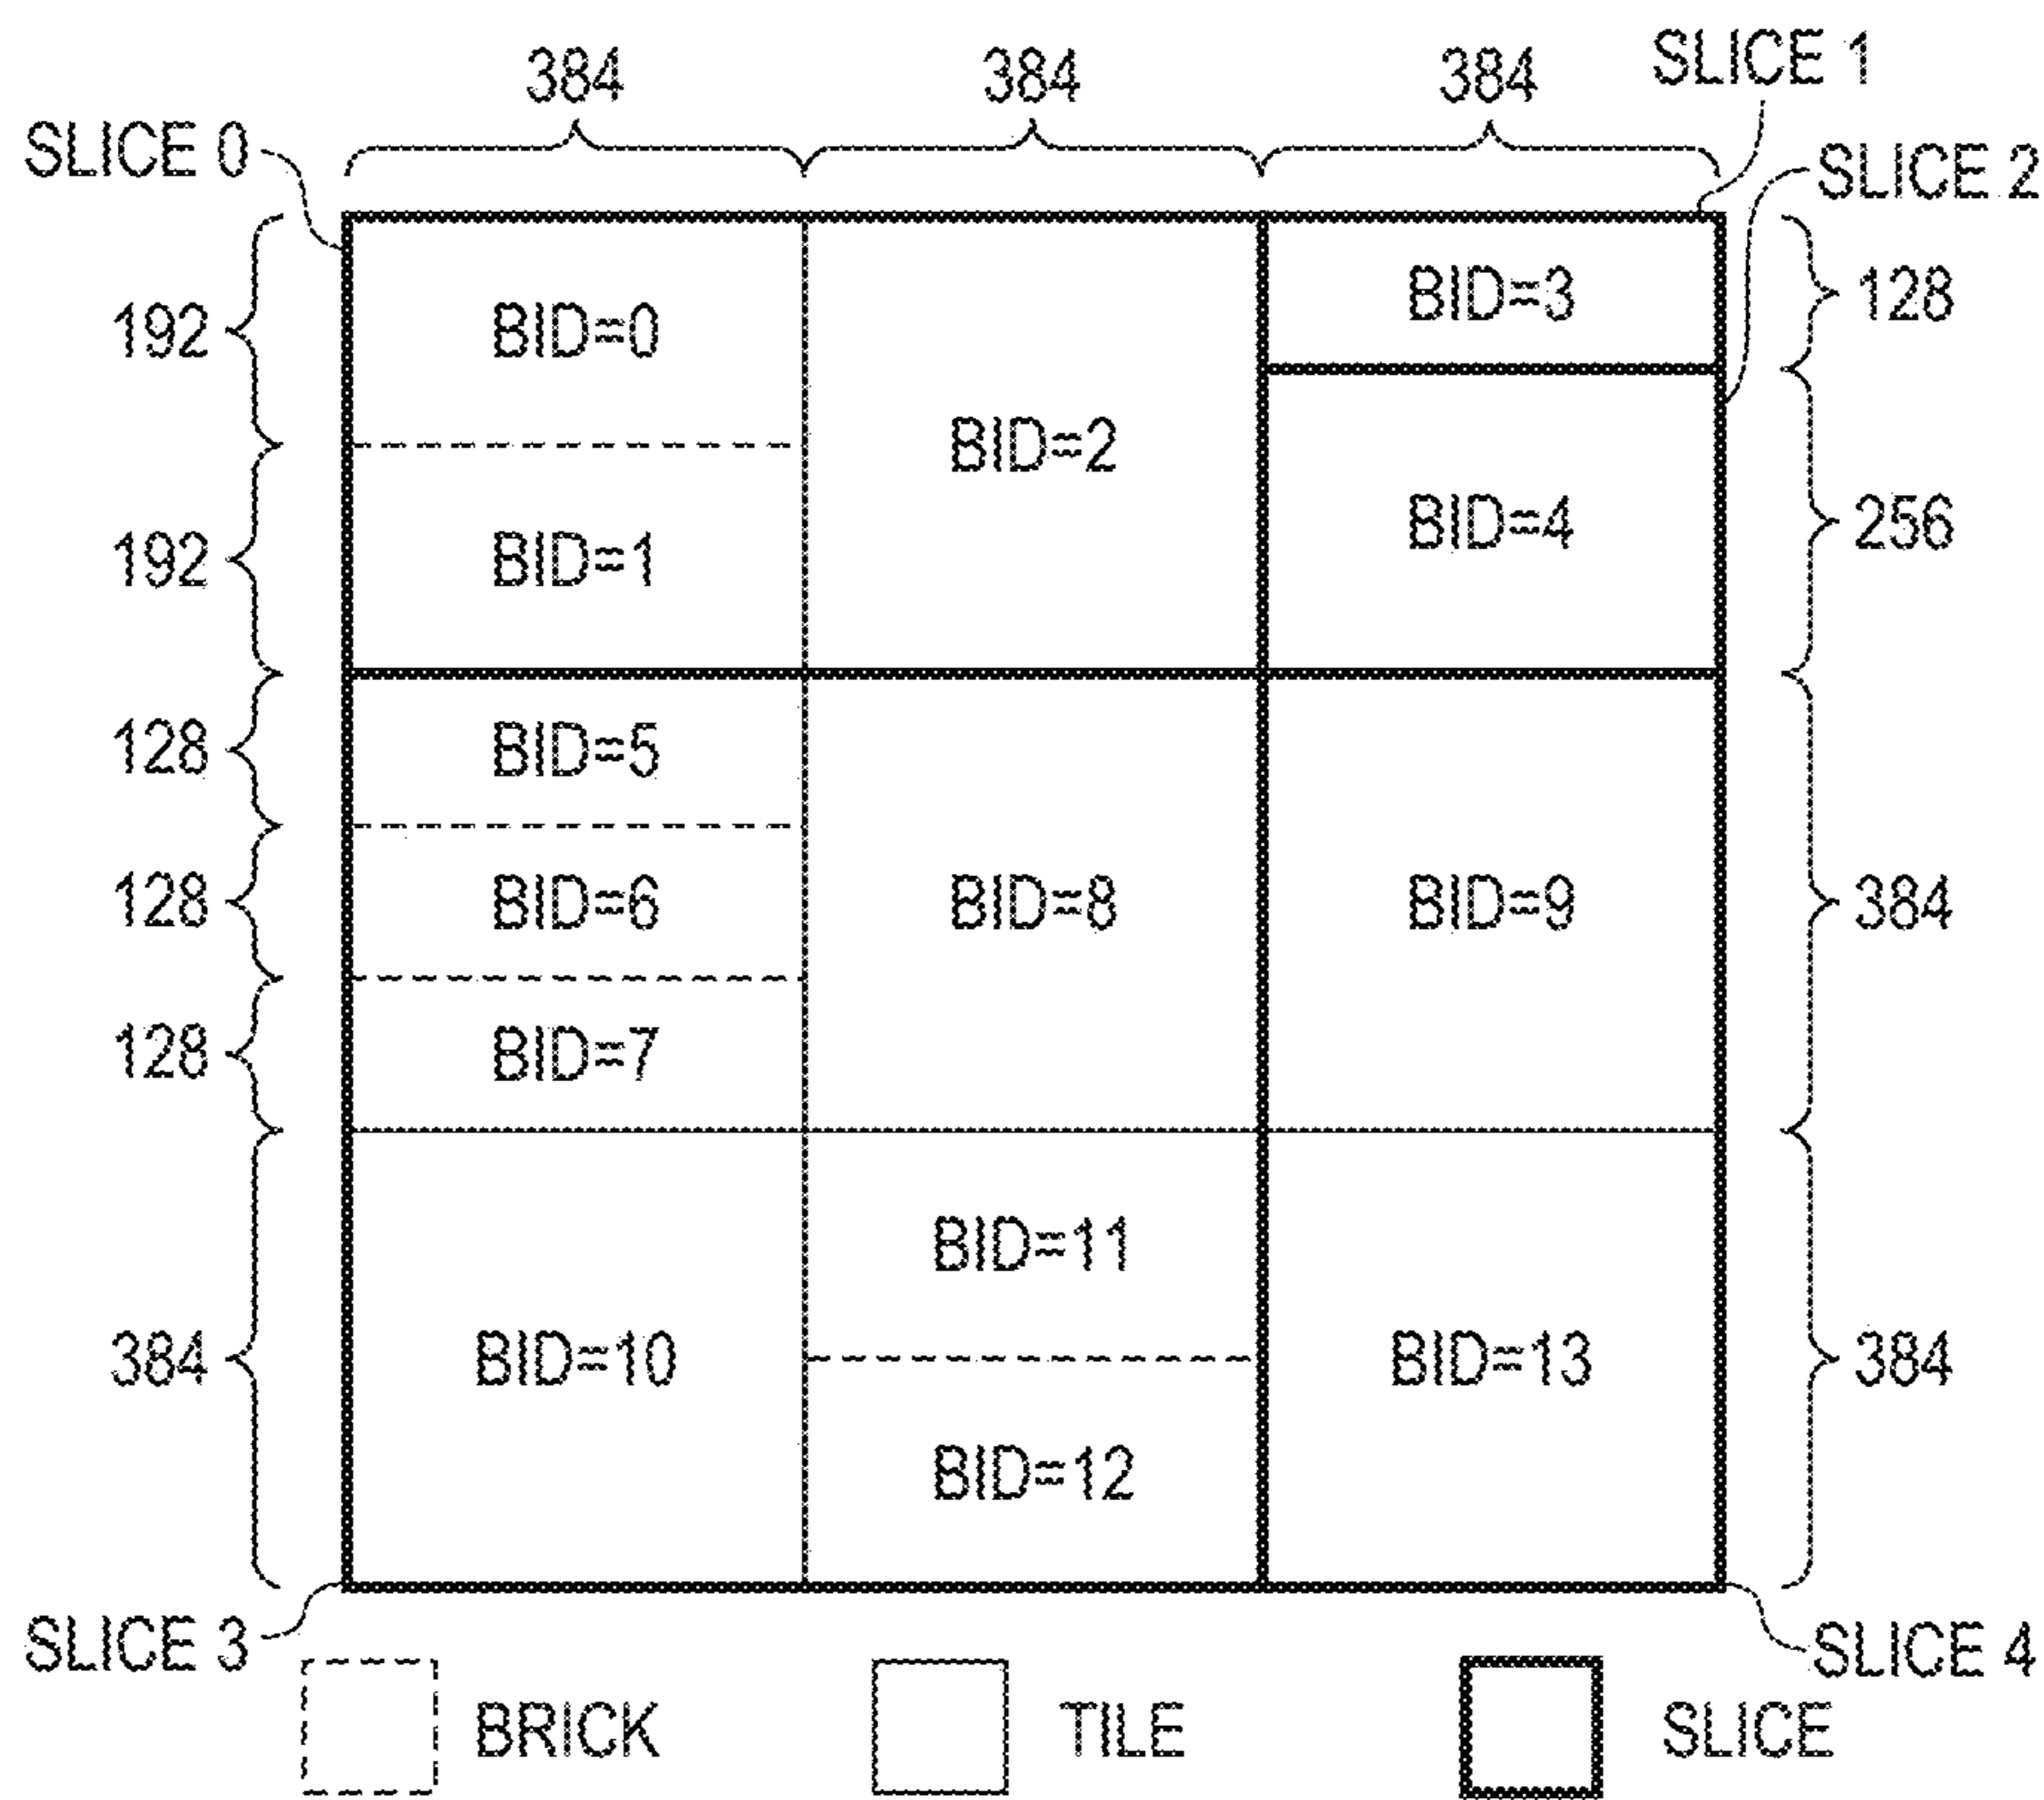 384 384 384 SLICE 1
SLICE 0
SLICE 2
192 BID=0 BID=3 128
BID=2
192 BID=1 BID=4 256
128 BID=5
128 BID=6 BID=8 BID=9 384
128 BID=7
BID=11
384 BID=10 BID=13 384
BID=12
SLICE 3 SLICE 4
BRICK TILE SLICE